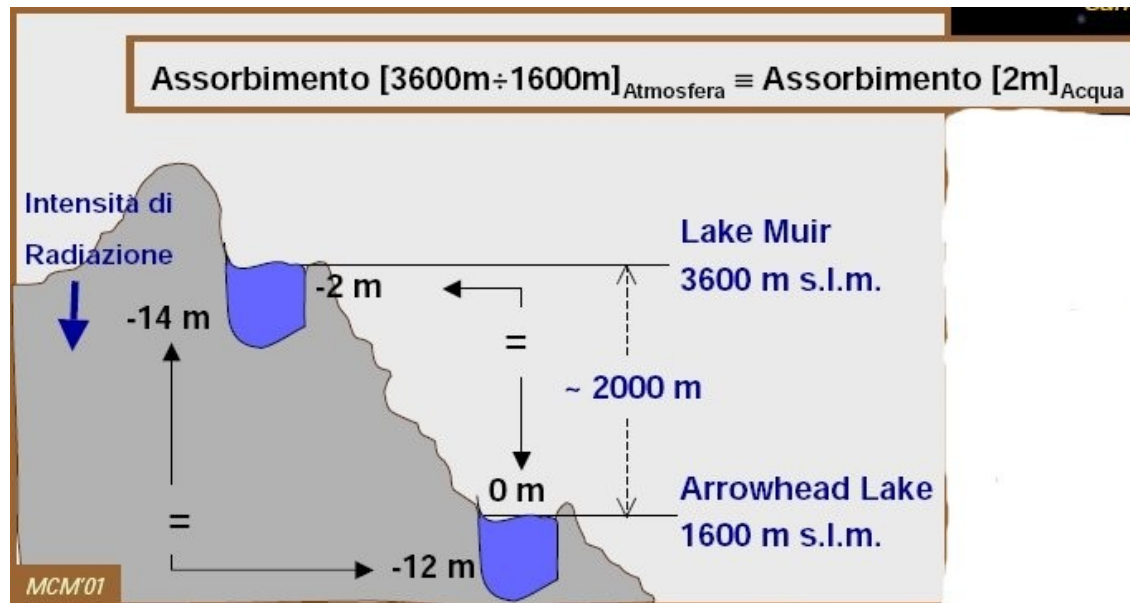 Assorbimento [3600m÷1600m]Atmosfera ≡ Assorbimento [2m]Acqua
Intensità di
Radiazione
Lake Muir
3600 m s.l.m.
-2 m
-14 m
=
~ 2000 m
0 m
Arrowhead Lake
1600 m s.l.m.
=
-12 m
MCM'01